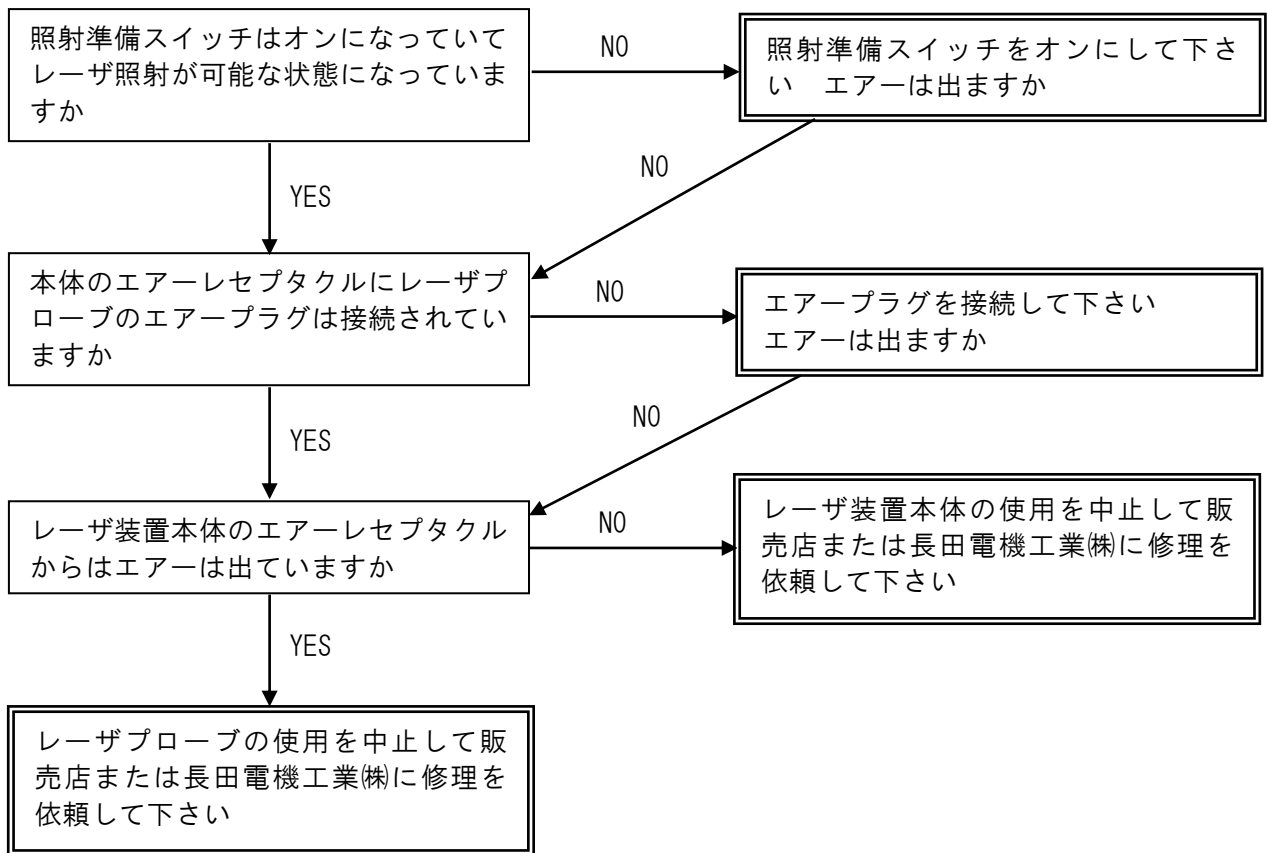 照射準備スイッチはオンになっていて
レーザ照射が可能な状態になっていま
すか
NO
照射準備スイッチをオンにして下さ
い　エアーは出ますか
NO
YES
本体のエアーレセプタクルにレーザプ
ローブのエアープラグは接続されてい
ますか
NO
エアープラグを接続して下さい
エアーは出ますか
NO
YES
レーザ装置本体のエアーレセプタクル
からはエアーは出ていますか
NO
レーザ装置本体の使用を中止して販
売店または長田電機工業㈱に修理を
依頼して下さい
YES
レーザプローブの使用を中止して販
売店または長田電機工業㈱に修理を
依頼して下さい